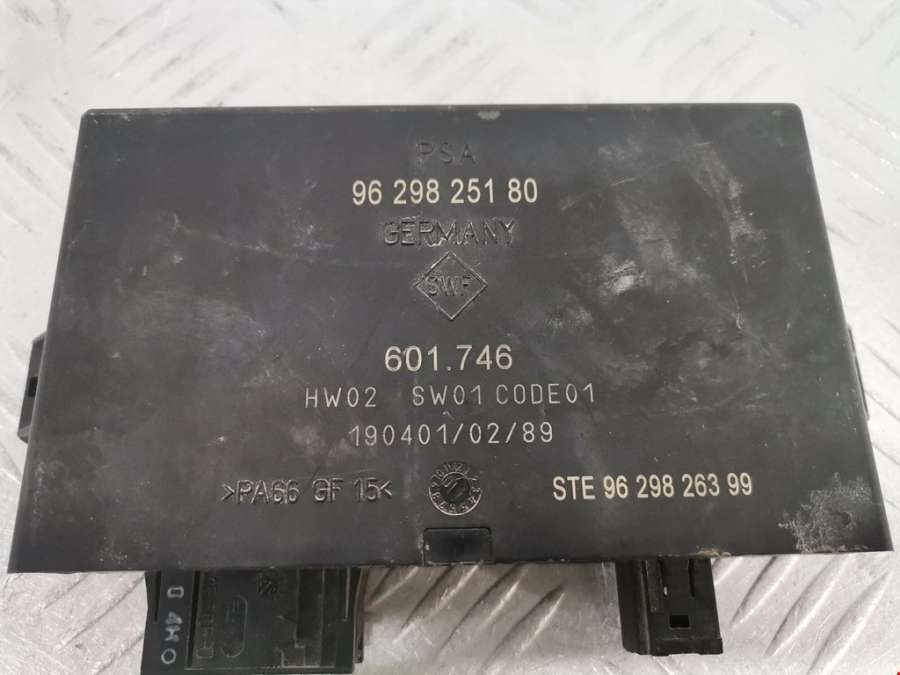 PSA
96 298 251 80
GERMANY
SWF
601.746
HW02 SW01 CODE01
190401/02/89
>PA66 GF 15<
STE 96 298 263 99